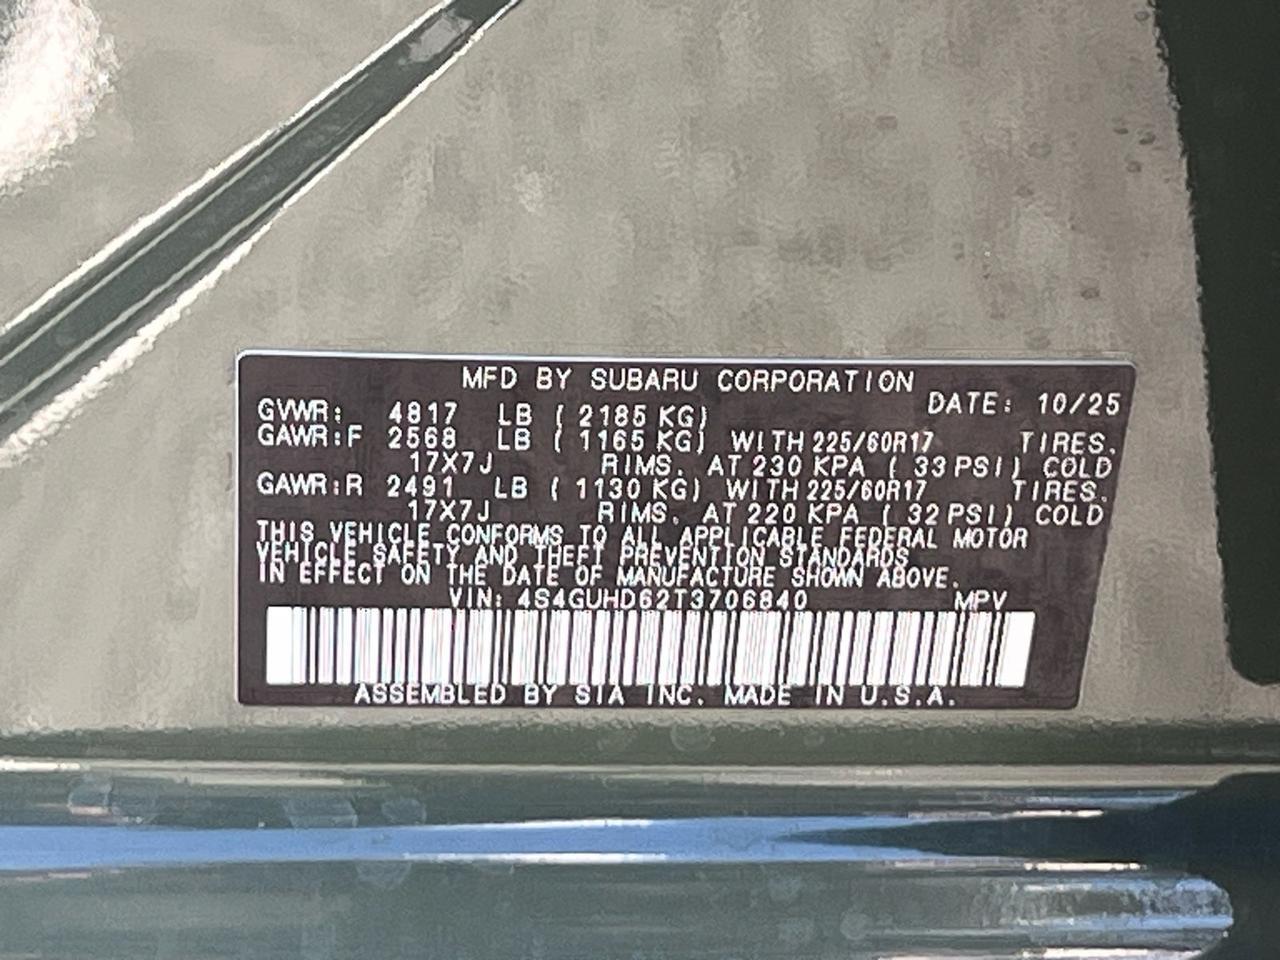 MFD BY SUBARU CORPORATION
DATE: 10/25
GVWR: 4817 LB ( 2185 KG)
GAWR:F 2568 LB ( 1165 KG) WITH 225/60R17 TIRES.
17X7J RIMS. AT 230 KPA ( 33 PSI) COLD
GAWR:R 2491 LB ( 1130 KG) WITH 225/60R17 TIRES.
17X7J RIMS. AT 220 KPA ( 32 PSI) COLD
THIS VEHICLE CONFORMS TO ALL APPLICABLE FEDERAL MOTOR
VEHICLE SAFETY AND THEFT PREVENTION STANDARDS
IN EFFECT ON THE DATE OF MANUFACTURE SHOWN ABOVE.
VIN: 4S4GUHD62T3706840 MPV
ASSEMBLED BY SIA INC. MADE IN U.S.A.